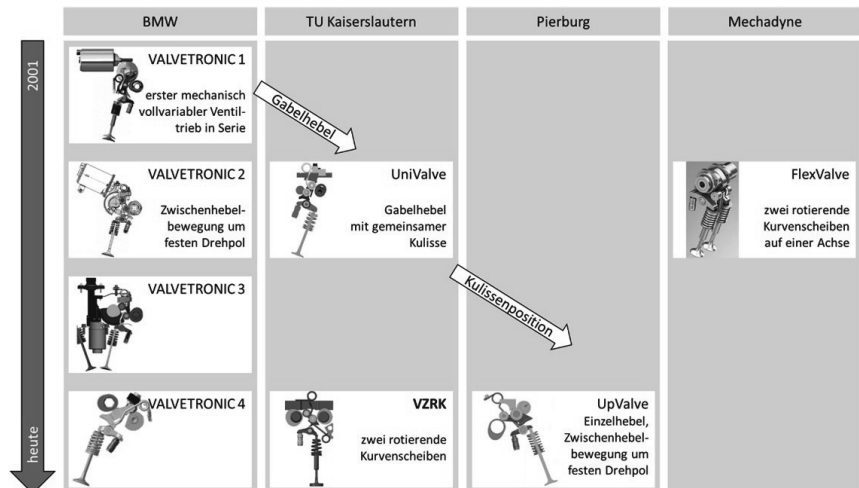 BMW
TU Kaiserslautern
Pierburg
Mechadyne
2001
heute
VALVETRONIC 1
erster mechanisch
vollvariabler Ventil-
trieb in Serie
Gabelhebel
VALVETRONIC 2
Zwischenhebel-
bewegung um
festen Drehpol
UniValve
Gabelhebel
mit gemeinsamer
Kulisse
FlexValve
zwei rotierende
Kurvenscheiben
auf einer Achse
VALVETRONIC 3
Kulissenposition
VALVETRONIC 4
VZRK
zwei rotierende
Kurvenscheiben
UpValve
Einzelhebel,
Zwischenhebel-
bewegung um
festen Drehpol